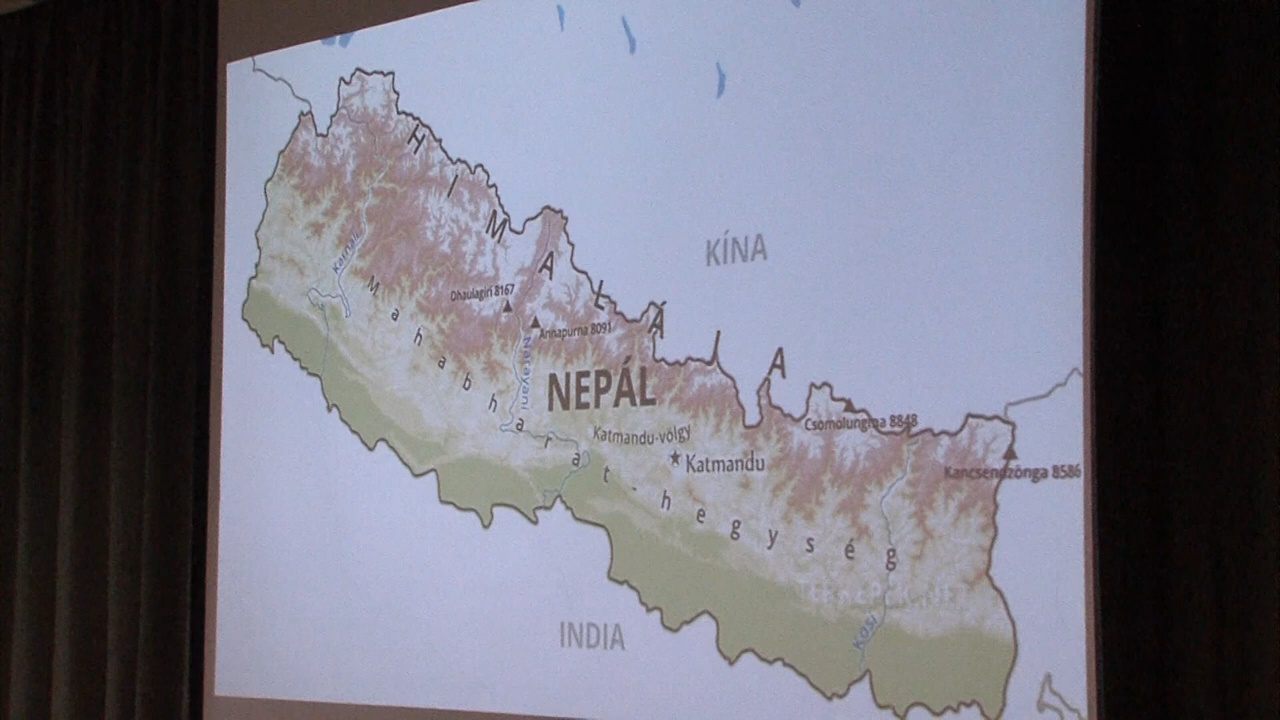 HIMALÁJA
KÍNA
Karnali
Dhaulagiri 8167
Annapurna 8091
Mahabharat-hegység
Narayani
NEPÁL
Katmandu-völgy
Katmandu
Csomolungma 8848
Kancsendzönga 8586
INDIA
Kosi